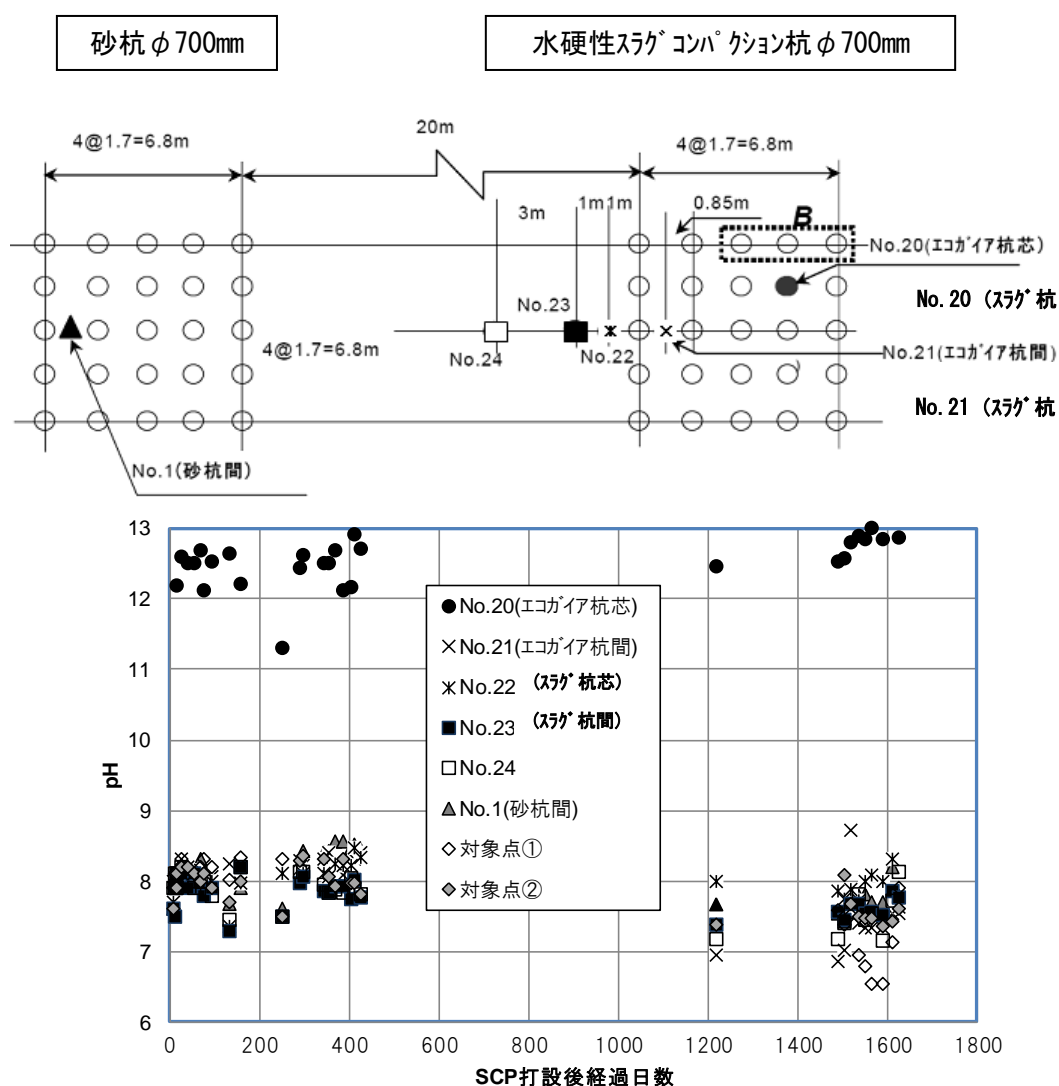 砂杭φ700mm
水硬性ｽﾗｸﾞｺﾝﾊﾟｸｼｮﾝ杭φ700mm
4@1.7=6.8m
20m
4@1.7=6.8m
3m
1m1m
0.85m
B
No.20(ｴｺｶﾞｲｱ杭芯)
No.20 (ｽﾗｸﾞ杭
No.23
No.24
No.22
4@1.7=6.8m
No.21(ｴｺｶﾞｲｱ杭間)
No.21 (ｽﾗｸﾞ杭
No.1(砂杭間)
pH
13
12
11
10
9
8
7
6
No.20(ｴｺｶﾞｲｱ杭芯)
No.21(ｴｺｶﾞｲｱ杭間)
No.22 (ｽﾗｸﾞ杭芯)
No.23 (ｽﾗｸﾞ杭間)
No.24
No.1(砂杭間)
対象点①
対象点②
0 200 400 600 800 1000 1200 1400 1600 1800
SCP打設後経過日数